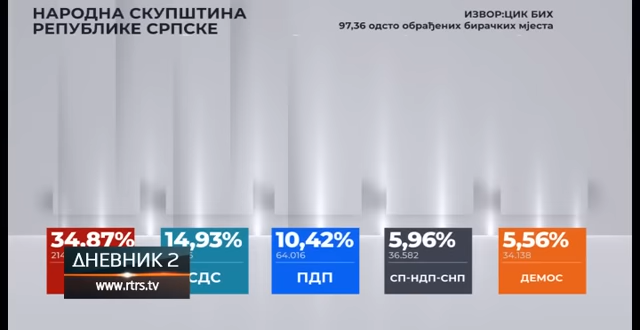 НАРОДНА СКУПШТИНА
РЕПУБЛИКЕ СРПСКЕ
ИЗВОР:ЦИК БИХ
97,36 одсто обрађених бирачких мјеста
34,87%
14,93%
10,42%
5,96%
5,56%
64.016
36.582
34.138
СДС
ПДП
СП-НДП-СНП
ДЕМОС
ДНЕВНИК 2
www.rtrs.tv